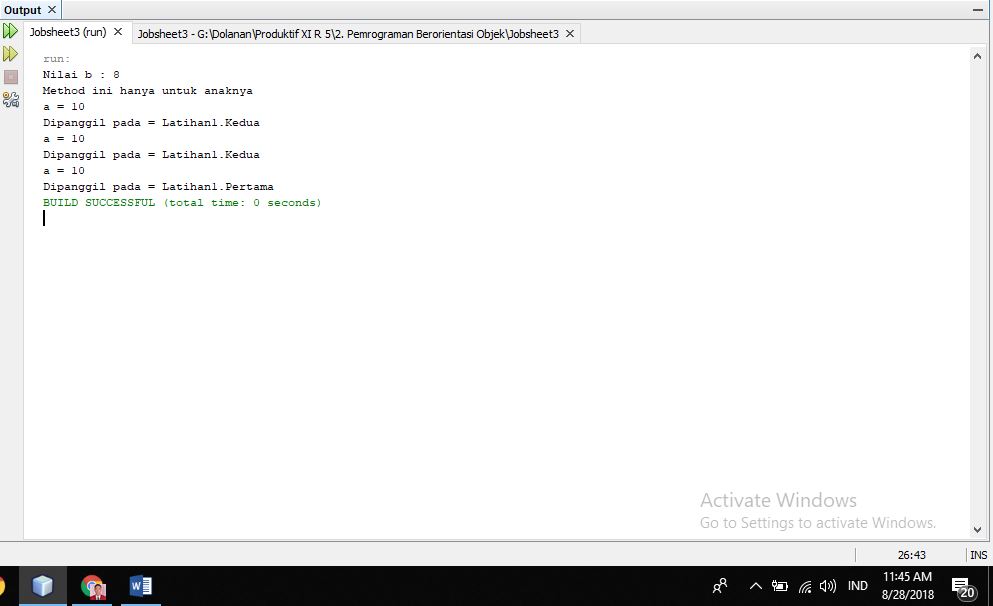 Output
Jobsheet3 (run) Jobsheet3 - G:\Dolanan\Produktif XI R 5\2. Pemrograman Berorientasi Objek\Jobsheet3
run:
Nilai b : 8
Method ini hanya untuk anaknya
a = 10
Dipanggil pada = Latihan1.Kedua
a = 10
Dipanggil pada = Latihan1.Kedua
a = 10
Dipanggil pada = Latihan1.Pertama
BUILD SUCCESSFUL (total time: 0 seconds)
Activate Windows
Go to Settings to activate Windows.
26:43 INS
IND
11:45 AM
8/28/2018
20